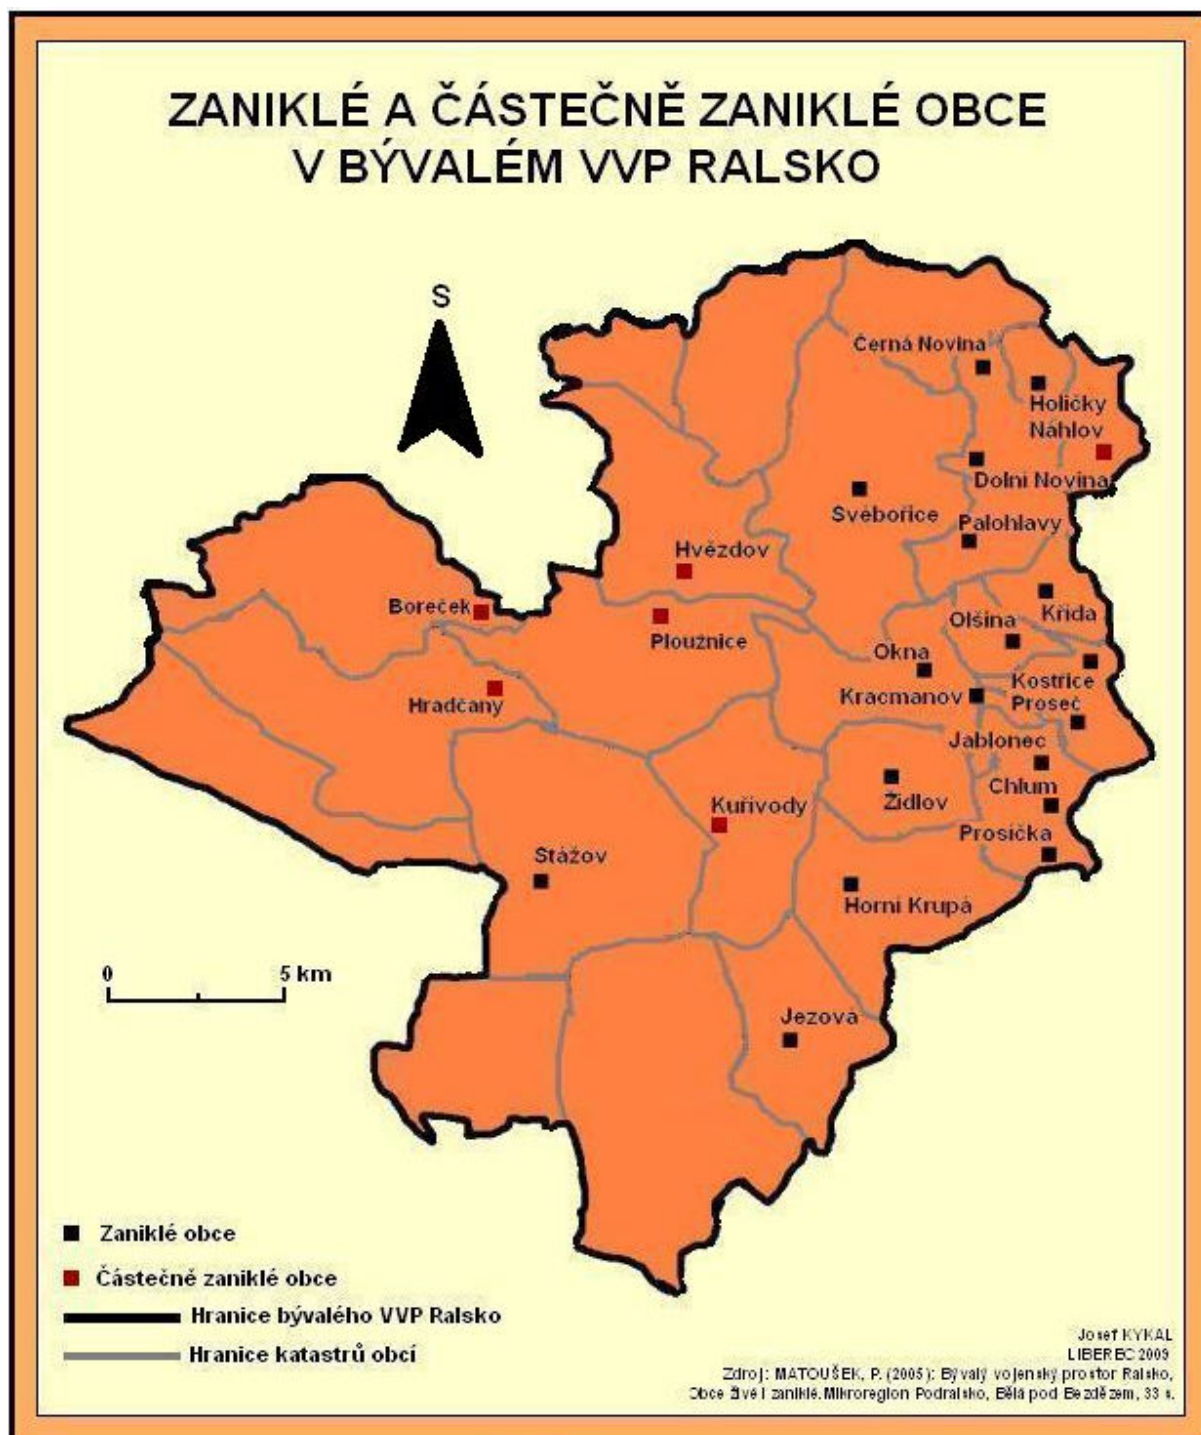 ZANIKLÉ A ČÁSTEČNĚ ZANIKLÉ OBCE
V BÝVALÉM VVP RALSKO
S
Černá Novina
Holičky
Náhlov
Dolní Novina
Svébořice
Palohlavy
Hvězdov
Boreček
Ploužnice
Olšina
Křída
Okna
Kostřice
Hradčany
Kracmanov
Proseč
Jablonec
Chlum
Židlov
Kuřívody
Prosíčka
Stážov
Horní Krupá
0 5 km
Jezová
Zaniklé obce
Částečně zaniklé obce
Hranice bývalého VVP Ralsko
Hranice katastrů obcí
Josef KYKAL
LIBEREC 2009
Zdroj: MATOUŠEK, P. (2005): Bývalý vojenský prostor Ralsko,
Obce živé i zaniklé. Mikroregion Podralsko, Bělá pod Bezdězem, 33 s.